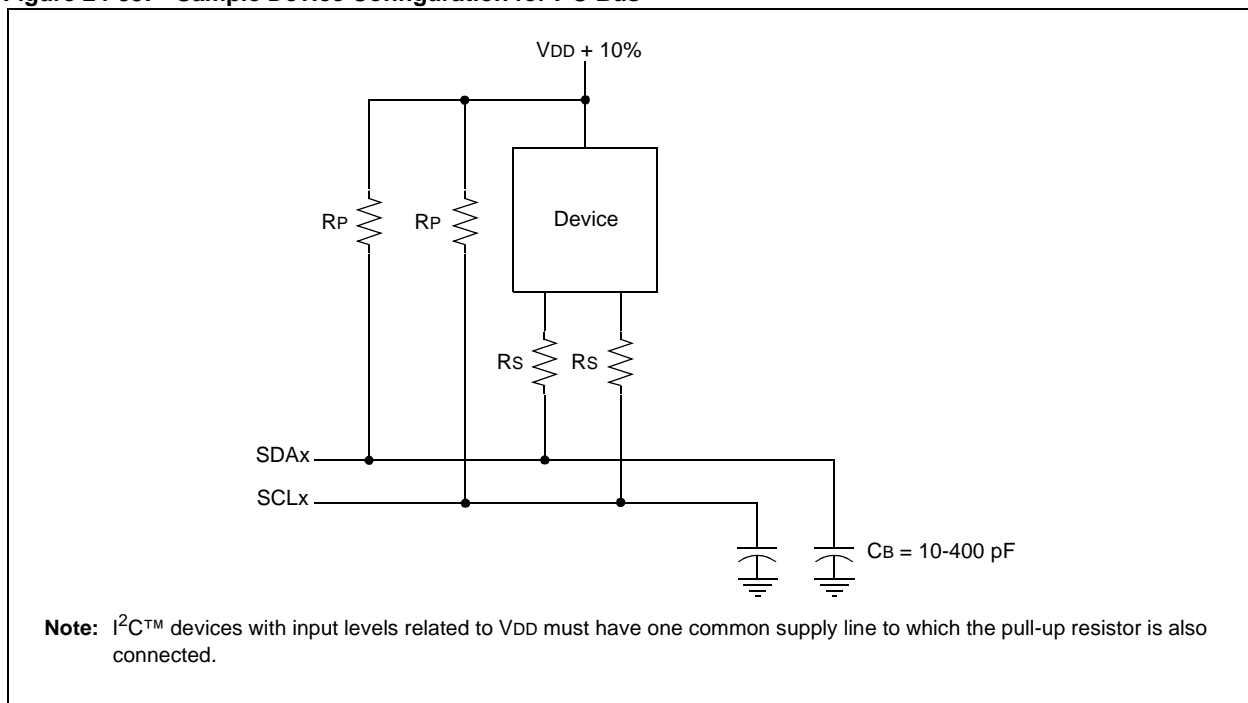 VDD + 10%
RP
RP
Device
RS
RS
SDAx
SCLx
CB = 10-400 pF
Note: I2C™ devices with input levels related to VDD must have one common supply line to which the pull-up resistor is also
connected.